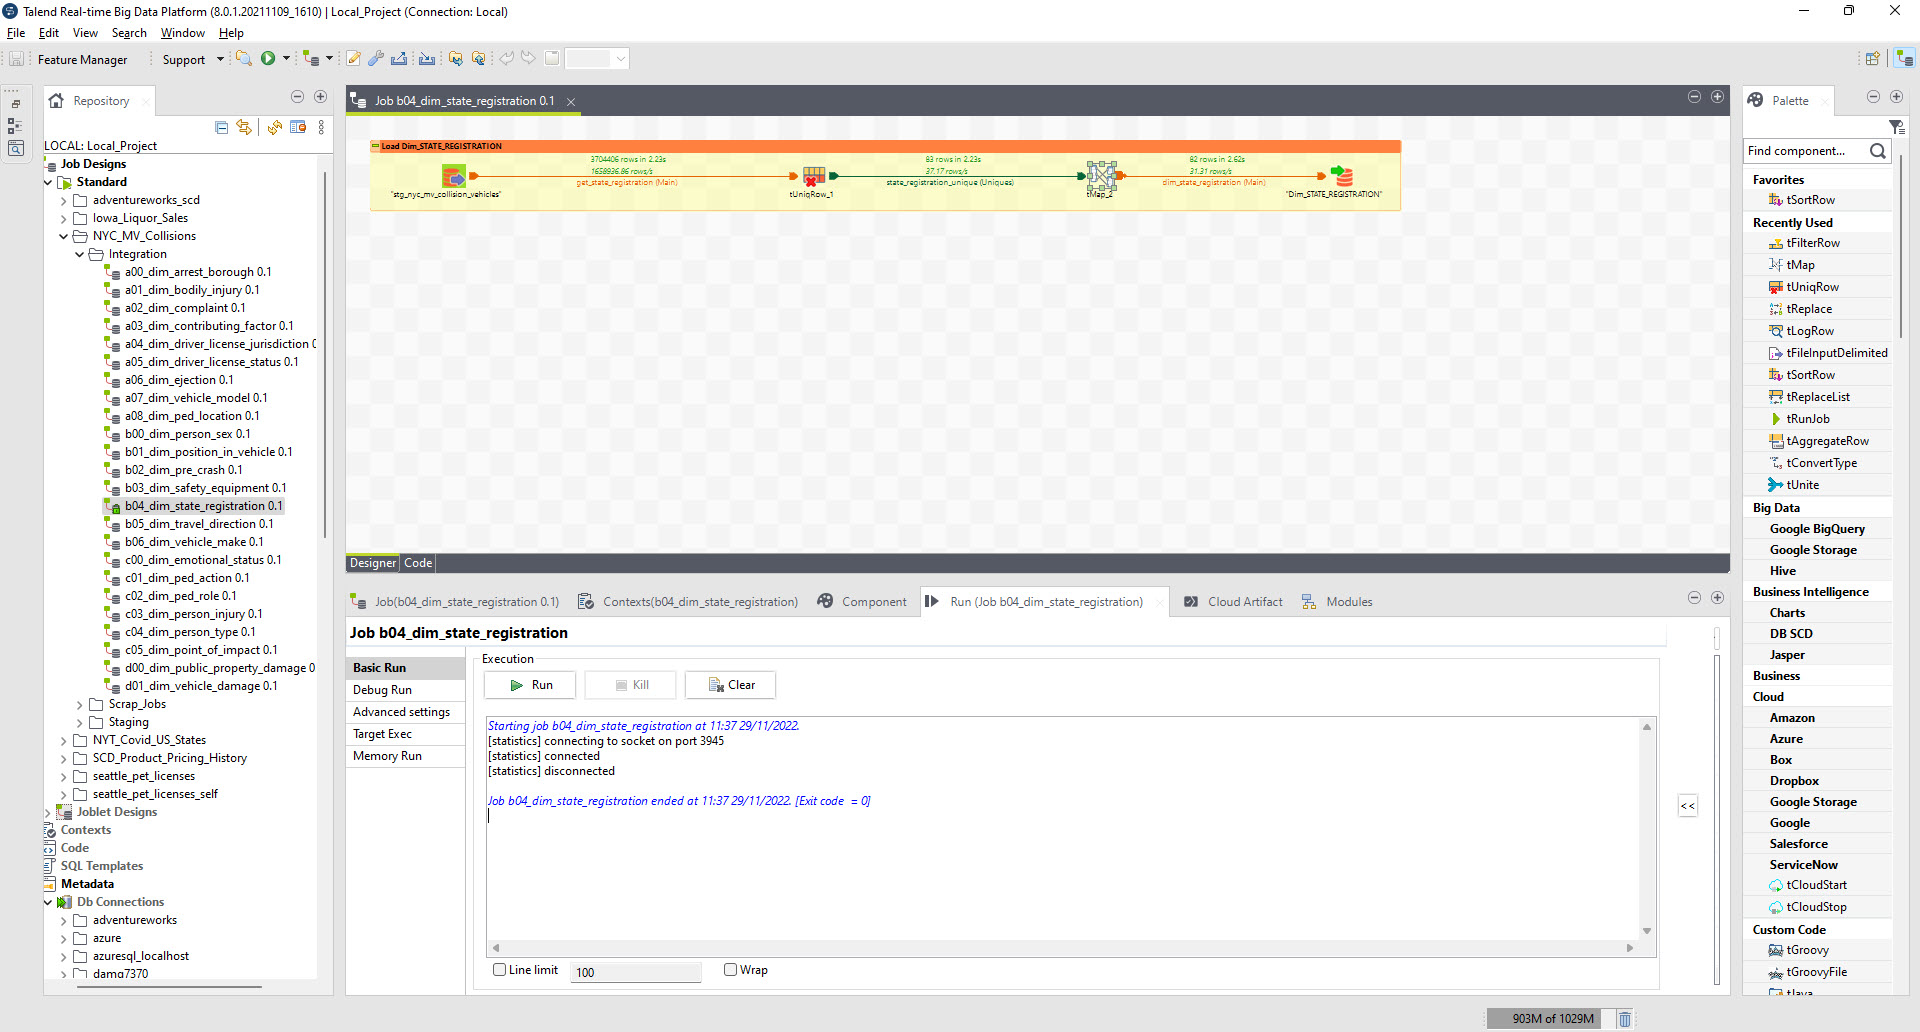 Talend Real-time Big Data Platform (8.0.1.20211109_1610) | Local_Project (Connection: Local)
File Edit View Search Window Help
Feature Manager Support
Repository
LOCAL: Local_Project
Job Designs
Standard
adventureworks_scd
Iowa_Liquor_Sales
NYC_MV_Collisions
Integration
a00_dim_arrest_borough 0.1
a01_dim_bodily_injury 0.1
a02_dim_complaint 0.1
a03_dim_contributing_factor 0.1
a04_dim_driver_license_jurisdiction 0
a05_dim_driver_license_status 0.1
a06_dim_ejection 0.1
a07_dim_vehicle_model 0.1
a08_dim_ped_location 0.1
b00_dim_person_sex 0.1
b01_dim_position_in_vehicle 0.1
b02_dim_pre_crash 0.1
b03_dim_safety_equipment 0.1
b04_dim_state_registration 0.1
b05_dim_travel_direction 0.1
b06_dim_vehicle_make 0.1
c00_dim_emotional_status 0.1
c01_dim_ped_action 0.1
c02_dim_ped_role 0.1
c03_dim_person_injury 0.1
c04_dim_person_type 0.1
c05_dim_point_of_impact 0.1
d00_dim_public_property_damage 0
d01_dim_vehicle_damage 0.1
Scrap_Jobs
Staging
NYT_Covid_US_States
SCD_Product_Pricing_History
seattle_pet_licenses
seattle_pet_licenses_self
Joblet Designs
Contexts
Code
SQL Templates
Metadata
Db Connections
adventureworks
azure
azuresql_localhost
damg7370
Job b04_dim_state_registration 0.1
Load Dim_STATE_REGISTRATION
3704406 rows in 2.23s
1658936.86 rows/s
get_state_registration (Main)
83 rows in 2.23s
37.17 rows/s
state_registration_unique (Uniques)
82 rows in 2.62s
31.31 rows/s
dim_state_registration (Main)
"stg_nyc_mv_collision_vehicles"
tUniqRow_1
tMap_2
"Dim_STATE_REGISTRATION"
Designer Code
Job(b04_dim_state_registration 0.1) Contexts(b04_dim_state_registration) Component Run (Job b04_dim_state_registration) Cloud Artifact Modules
Job b04_dim_state_registration
Basic Run
Debug Run
Advanced settings
Target Exec
Memory Run
Execution
Run Kill Clear
Starting job b04_dim_state_registration at 11:37 29/11/2022.
[statistics] connecting to socket on port 3945
[statistics] connected
[statistics] disconnected
Job b04_dim_state_registration ended at 11:37 29/11/2022. [Exit code = 0]
<<
Line limit 100 Wrap
Palette
Find component...
Favorites
tSortRow
Recently Used
tFilterRow
tMap
tUniqRow
tReplace
tLogRow
tFileInputDelimited
tSortRow
tReplaceList
tRunJob
tAggregateRow
tConvertType
tUnite
Big Data
Google BigQuery
Google Storage
Hive
Business Intelligence
Charts
DB SCD
Jasper
Business
Cloud
Amazon
Azure
Box
Dropbox
Google Storage
Google
Salesforce
ServiceNow
tCloudStart
tCloudStop
Custom Code
tGroovy
tGroovyFile
tJava
903M of 1029M